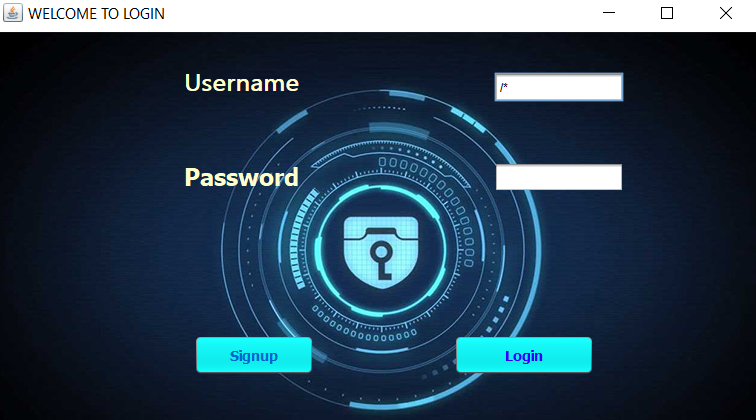 WELCOME TO LOGIN
Username
/*
Password
Signup
Login